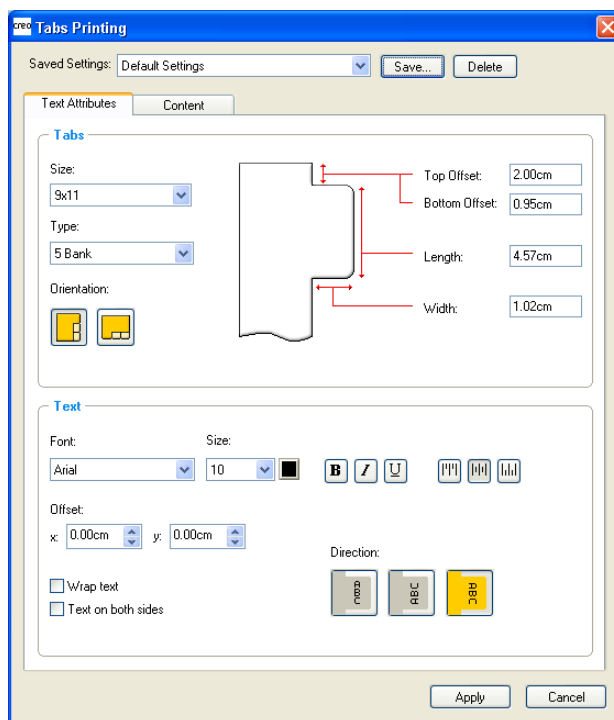 creo Tabs Printing
Saved Settings: Default Settings Save... Delete
Text Attributes Content
Tabs
Size:
9x11
Type:
5 Bank
Orientation:
Top Offset: 2.00cm
Bottom Offset: 0.95cm
Length: 4.57cm
Width: 1.02cm
Text
Font: Size:
Arial 10 B I U
Offset:
x: 0.00cm y: 0.00cm
Direction:
Wrap text
Text on both sides
ABC ABC ABC
Apply Cancel